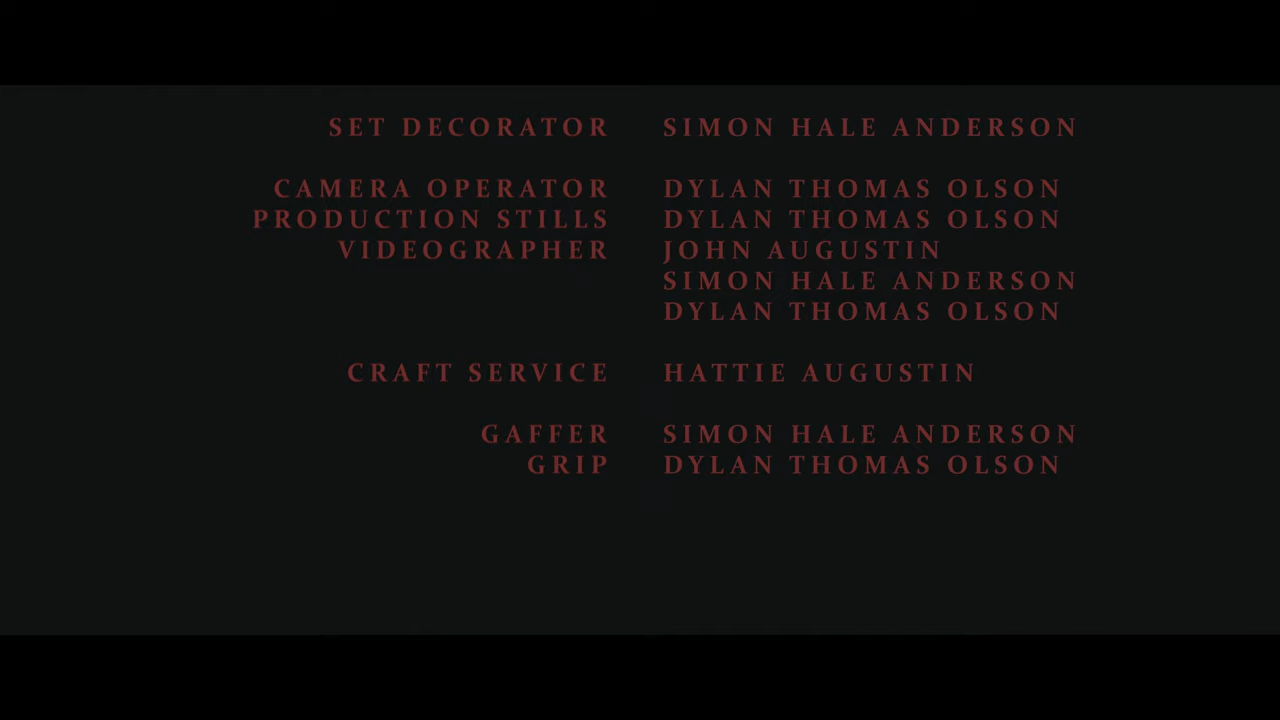 SET DECORATOR SIMON HALE ANDERSON
CAMERA OPERATOR DYLAN THOMAS OLSON
PRODUCTION STILLS DYLAN THOMAS OLSON
VIDEOGRAPHER JOHN AUGUSTIN
SIMON HALE ANDERSON
DYLAN THOMAS OLSON
CRAFT SERVICE HATTIE AUGUSTIN
GAFFER SIMON HALE ANDERSON
GRIP DYLAN THOMAS OLSON